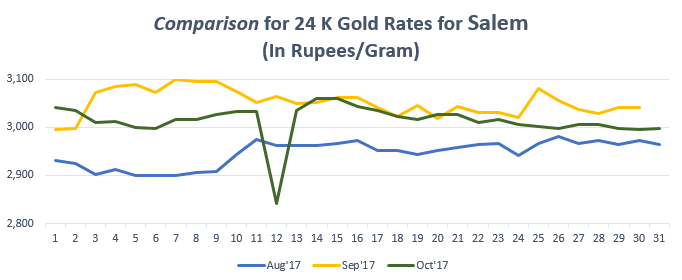 Comparison for 24 K Gold Rates for Salem
(In Rupees/Gram)
3,100
3,000
2,900
2,800
1 2 3 4 5 6 7 8 9 10 11 12 13 14 15 16 17 18 19 20 21 22 23 24 25 26 27 28 29 30 31
Aug'17 Sep'17 Oct'17